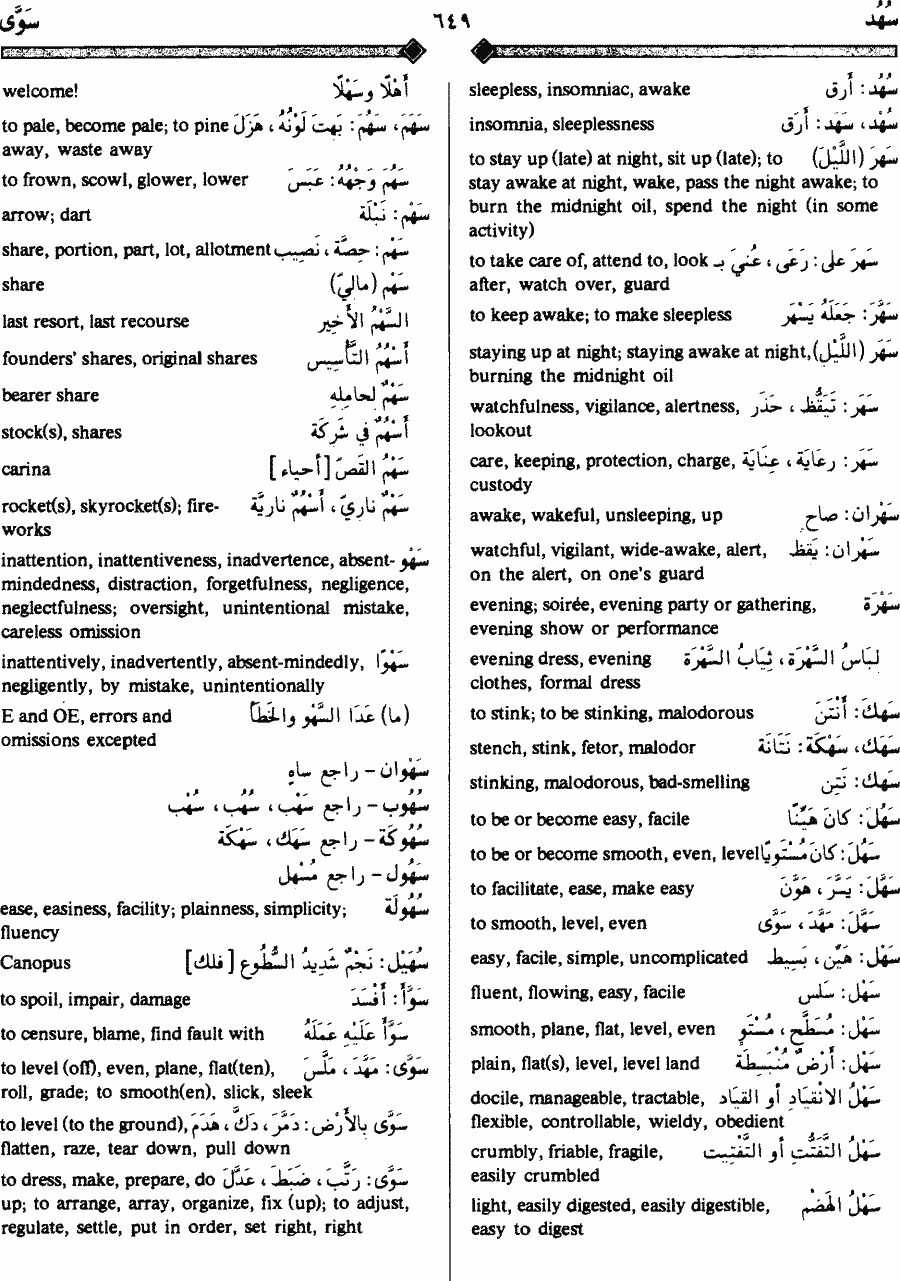 سُهُد ٦٤٩ سَوَّى
سُهُد : أَرِق sleepless, insomniac, awake
سُهْد ، سَهَد : أَرَق insomnia, sleeplessness
سَهِرَ (اللَّيْلَ) to stay up (late) at night, sit up (late); to
stay awake at night, wake, pass the night awake; to
burn the midnight oil, spend the night (in some
activity)
سَهِرَ على : رَعَى ، عُنِيَ بـ to take care of, attend to, look
after, watch over, guard
سَهَّرَ : جَعَلَهُ يَسْهَر to keep awake; to make sleepless
سَهَر (اللَّيْلِ) staying up at night; staying awake at night,
burning the midnight oil
سَهَر : تَيَقُّظ ، حَذَر watchfulness, vigilance, alertness,
lookout
سَهَر : رِعَايَة ، عِنَايَة care, keeping, protection, charge,
custody
سَهْران : صاحٍ awake, wakeful, unsleeping, up
سَهْران : يَقِظ watchful, vigilant, wide-awake, alert,
on the alert, on one's guard
سَهْرَة evening; soirée, evening party or gathering,
evening show or performance
لِبَاسُ السَّهْرَة ، ثِيَابُ السَّهْرَة evening dress, evening
clothes, formal dress
سَهِكَ : أَنْتَنَ to stink; to be stinking, malodorous
سَهَك ، سَهْكَة : نَتَانَة stench, stink, fetor, malodor
سَهِك : نَتِن stinking, malodorous, bad-smelling
سَهُلَ : كانَ هَيِّنًا to be or become easy, facile
سَهُلَ : كانَ مُسْتَوِيًا to be or become smooth, even, level
سَهَّلَ : يَسَّرَ ، هَوَّنَ to facilitate, ease, make easy
سَهَّلَ : مَهَّدَ ، سَوَّى to smooth, level, even
سَهْل : هَيِّن ، بَسِيط easy, facile, simple, uncomplicated
سَهْل : سَلِس fluent, flowing, easy, facile
سَهْل : مُسَطَّح ، مُسْتَوٍ smooth, plane, flat, level, even
سَهْل : أَرْضٌ مُنْبَسِطَة plain, flat(s), level, level land
سَهْلُ الانْقِيَادِ أو القِيَاد docile, manageable, tractable,
flexible, controllable, wieldy, obedient
سَهْلُ التَّفَتُّتِ أو التَّفْتِيت crumbly, friable, fragile,
easily crumbled
سَهْلُ الهَضْم light, easily digested, easily digestible,
easy to digest
أَهْلًا وسَهْلًا welcome!
سَهَمَ، سَهُمَ : بَهِتَ لَوْنُهُ ، هَزَلَ to pale, become pale; to pine
away, waste away
سَهُمَ وَجْهُهُ : عَبَسَ to frown, scowl, glower, lower
سَهْم : نَبْلَة arrow; dart
سَهْم : حِصَّة ، نَصِيب share, portion, part, lot, allotment
سَهْم (مالِيّ) share
السَّهْمُ الأَخِير last resort, last recourse
أَسْهُمُ التَّأْسِيس founders' shares, original shares
سَهْمٌ لحامِلِهِ bearer share
أَسْهُمٌ في شَرِكَة stock(s), shares
سَهْمُ القَصّ [أحياء] carina
سَهْمٌ نارِيّ ، أَسْهُمٌ نارِيَّة rocket(s), skyrocket(s); fire-
works
سَهْو inattention, inattentiveness, inadvertence, absent-
mindedness, distraction, forgetfulness, negligence,
neglectfulness; oversight, unintentional mistake,
careless omission
سَهْوًا inattentively, inadvertently, absent-mindedly,
negligently, by mistake, unintentionally
(ما) عَدَا السَّهْوَ والخَطَأ E and OE, errors and
omissions excepted
سَهْوان - راجع ساهٍ
سُهُوب - راجع سَهْب ، سُهُب ، سُهْب
سُهُوكَة - راجع سَهَك ، سَهْكَة
سَهُول - راجع مُسْهِل
سُهُولَة ease, easiness, facility; plainness, simplicity;
fluency
سُهَيْل : نَجْمٌ شَدِيدُ السُّطُوع [فلك] Canopus
سَوَّأَ : أَفْسَدَ to spoil, impair, damage
سَوَّأَ عَلَيْهِ عَمَلَهُ to censure, blame, find fault with
سَوَّى : مَهَّدَ ، مَلَّسَ to level (off), even, plane, flat(ten),
roll, grade; to smooth(en), slick, sleek
سَوَّى بِالأَرْضِ : دَمَّرَ ، دَكَّ ، هَدَمَ to level (to the ground),
flatten, raze, tear down, pull down
سَوَّى : رَتَّبَ ، ضَبَطَ ، عَدَّلَ to dress, make, prepare, do
up; to arrange, array, organize, fix (up); to adjust,
regulate, settle, put in order, set right, right